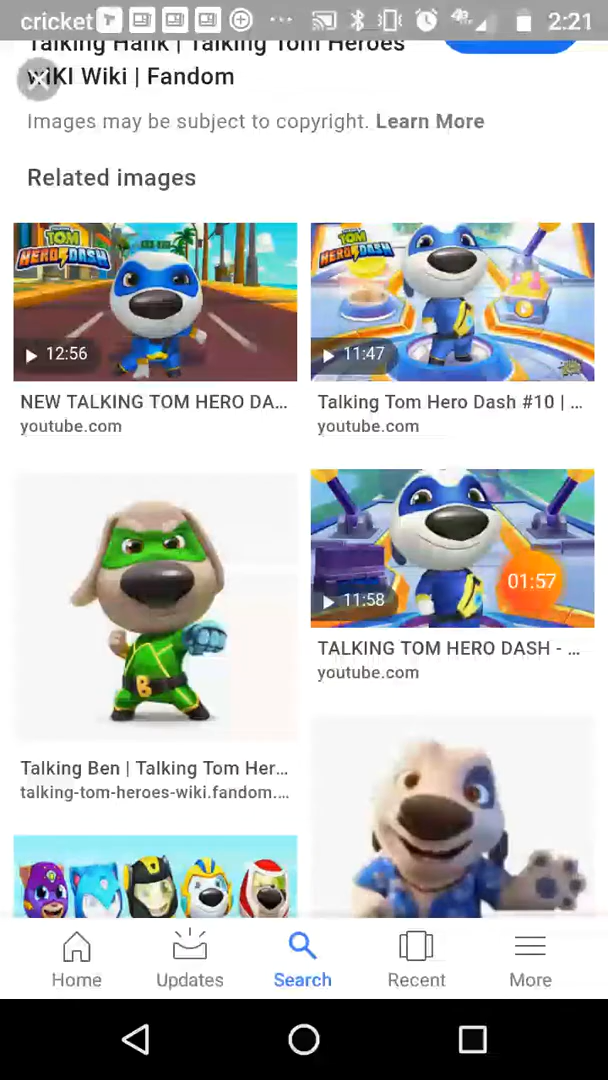 cricket 2:21
Talking Hank | Talking Tom Heroes
wiKI Wiki | Fandom
Images may be subject to copyright. Learn More
Related images
TALKING TOM HERO DASH
12:56
TOM HERO DASH
11:47
NEW TALKING TOM HERO DA...
youtube.com
Talking Tom Hero Dash #10 | ...
youtube.com
B
11:58
01:57
TALKING TOM HERO DASH - ...
youtube.com
Talking Ben | Talking Tom Her...
talking-tom-heroes-wiki.fandom....
Home
Updates
Search
Recent
More